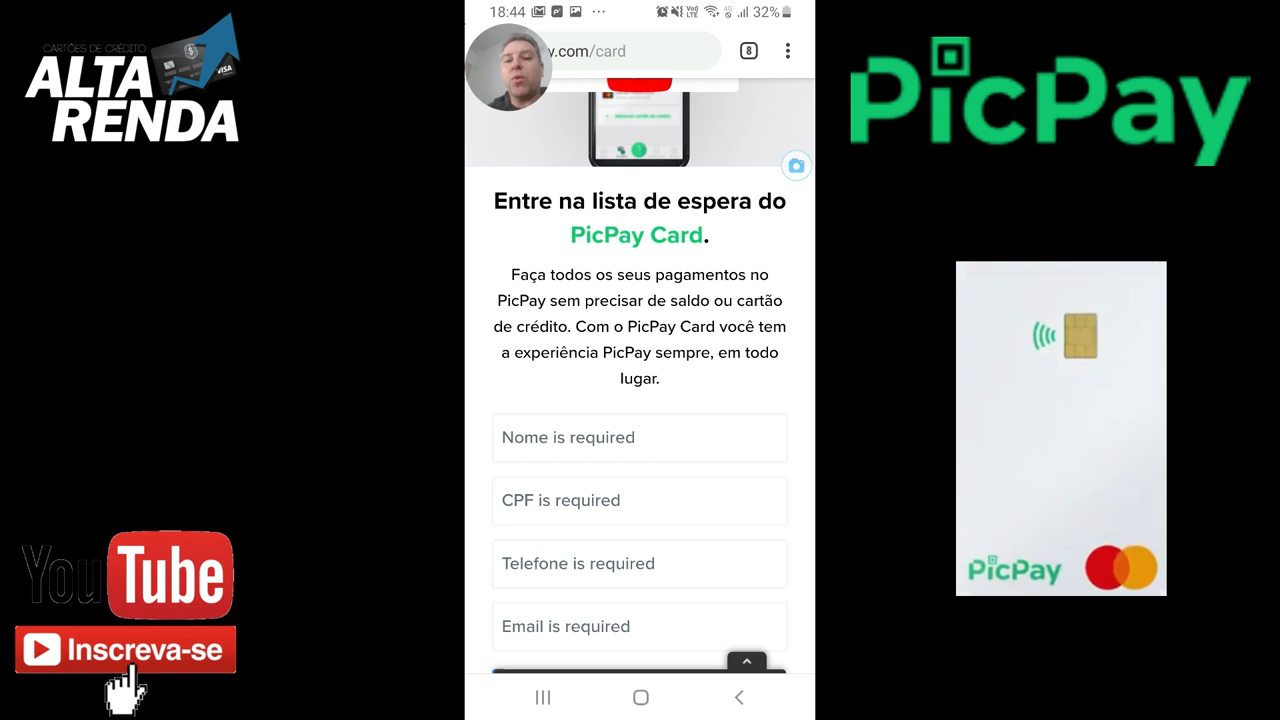 CARTÕES DE CRÉDITO
ALTA
RENDA
VISA
YouTube
Inscreva-se
18:44
Vo))
LTE
4G
32%
y.com/card
8
Entre na lista de espera do
PicPay Card.
Faça todos os seus pagamentos no
PicPay sem precisar de saldo ou cartão
de crédito. Com o PicPay Card você tem
a experiência PicPay sempre, em todo
lugar.
Nome is required
CPF is required
Telefone is required
Email is required
PicPay
PicPay